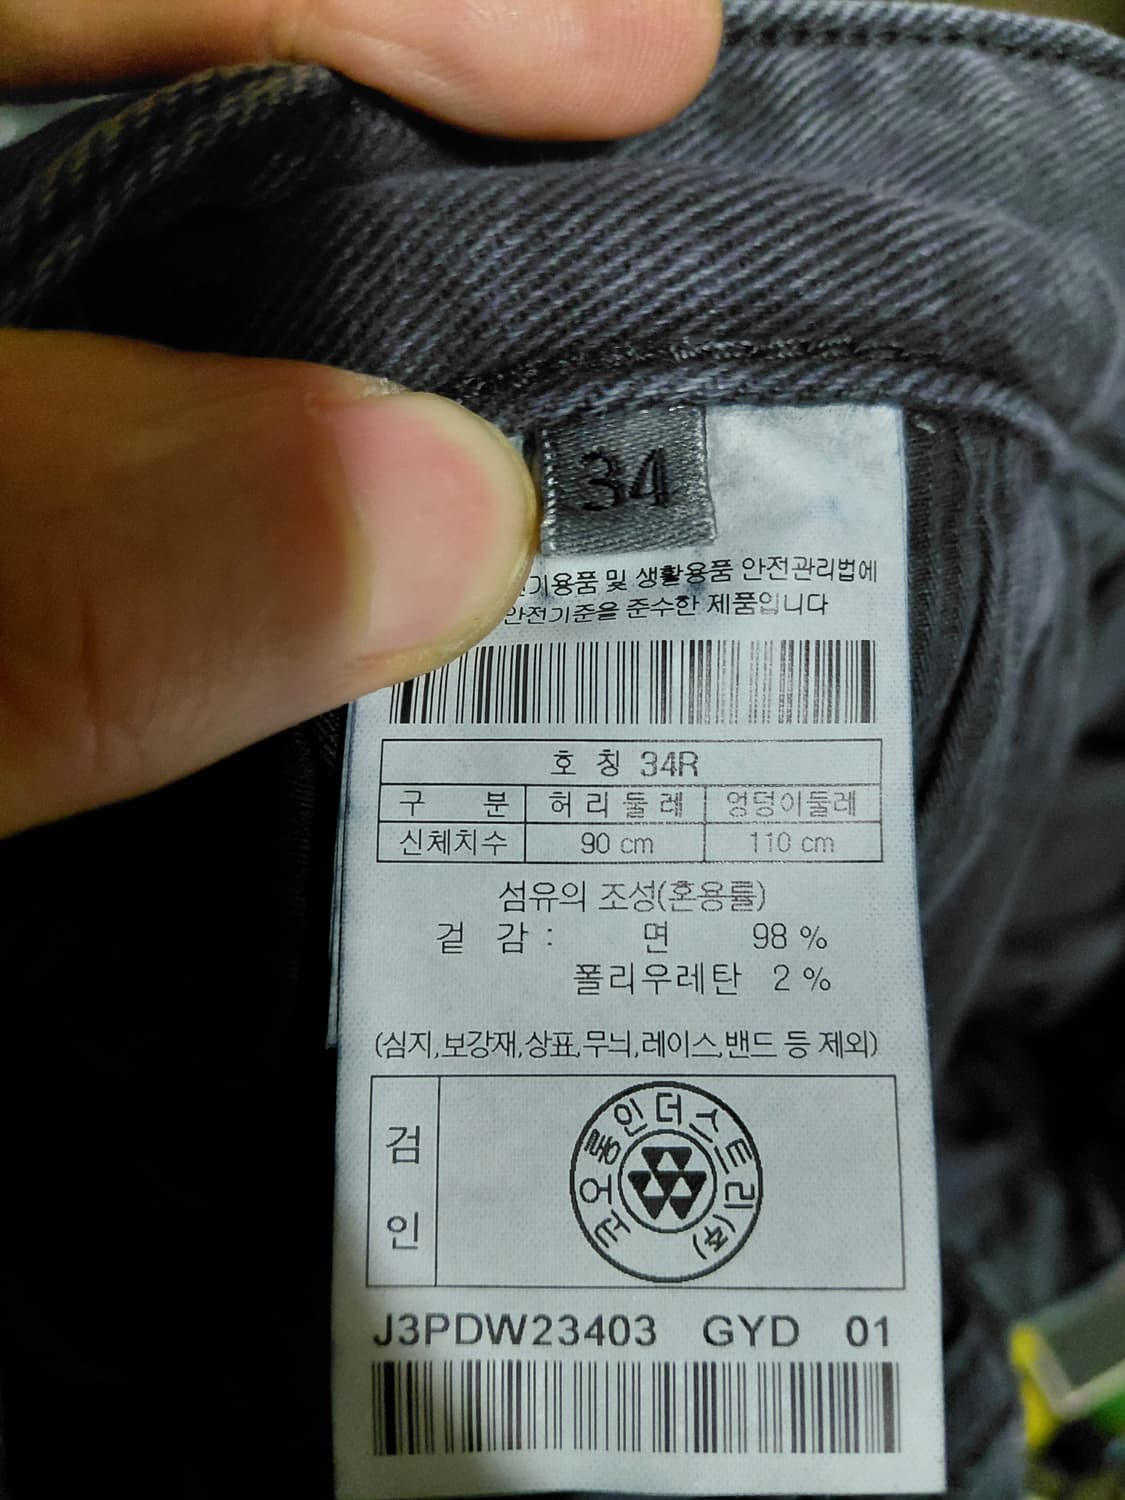 34
기용품 및 생활용품 안전관리법에
안전기준을 준수한 제품입니다
호 칭 34R
구 분 허 리 둘 레 엉덩이둘레
신체치수 90 cm 110 cm
섬유의 조성(혼용률)
겉 감 : 면 98 %
폴리우레탄 2 %
(심지,보강재,상표,무늬,레이스,밴드 등 제외)
검인
코오롱인더스트리(주)
J3PDW23403 GYD 01